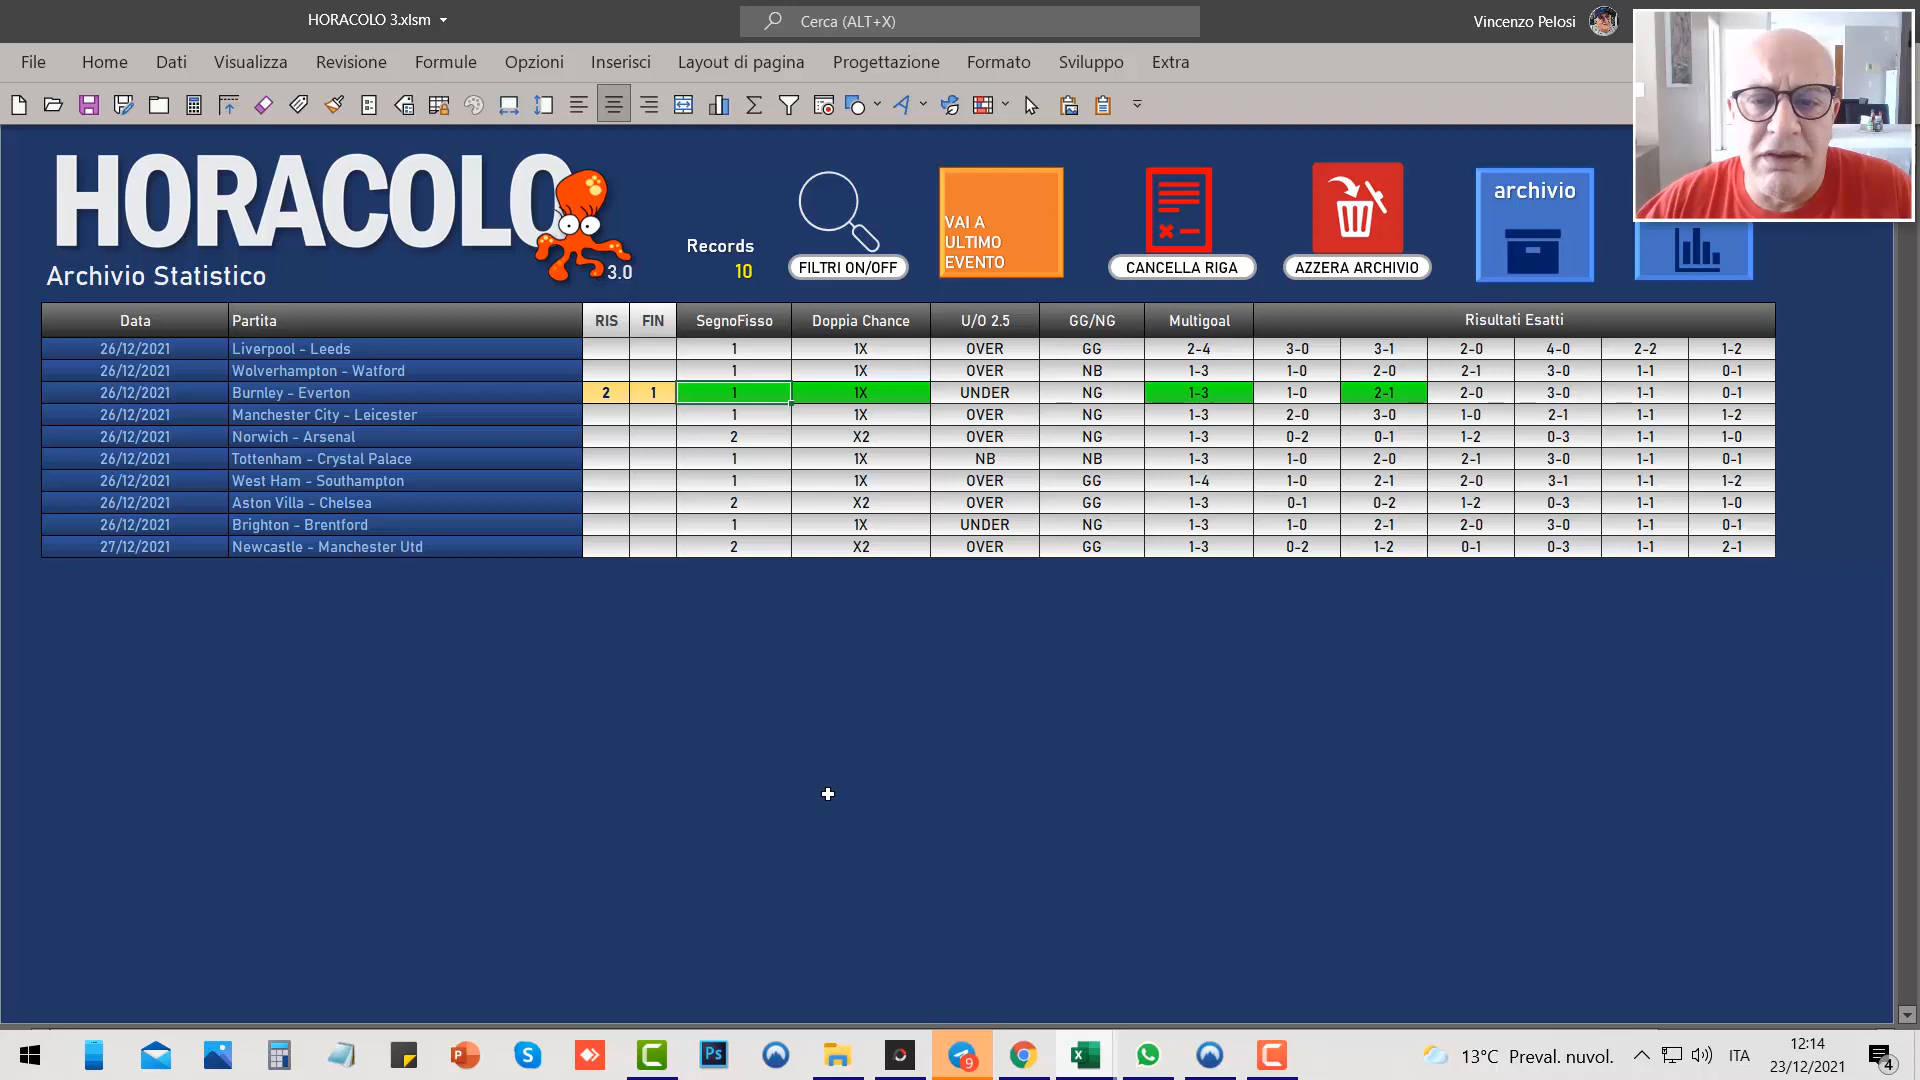 HORACOLO 3.xlsm
Cerca (ALT+X)
Vincenzo Pelosi
File Home Dati Visualizza Revisione Formule Opzioni Inserisci Layout di pagina Progettazione Formato Sviluppo Extra
HORACOLO
3.0
Archivio Statistico
Records
10
FILTRI ON/OFF
VAI A
ULTIMO
EVENTO
CANCELLA RIGA
AZZERA ARCHIVIO
archivio
Data Partita RIS FIN SegnoFisso Doppia Chance U/O 2.5 GG/NG Multigoal Risultati Esatti
26/12/2021 Liverpool - Leeds 1 1X OVER GG 2-4 3-0 3-1 2-0 4-0 2-2 1-2
26/12/2021 Wolverhampton - Watford 1 1X OVER NB 1-3 1-0 2-0 2-1 3-0 1-1 0-1
26/12/2021 Burnley - Everton 2 1 1 1X UNDER NG 1-3 1-0 2-1 2-0 3-0 1-1 0-1
26/12/2021 Manchester City - Leicester 1 1X OVER NG 1-3 2-0 3-0 1-0 2-1 1-1 1-2
26/12/2021 Norwich - Arsenal 2 X2 OVER NG 1-3 0-2 0-1 1-2 0-3 1-1 1-0
26/12/2021 Tottenham - Crystal Palace 1 1X NB NB 1-3 1-0 2-0 2-1 3-0 1-1 0-1
26/12/2021 West Ham - Southampton 1 1X OVER GG 1-4 1-0 2-1 2-0 3-1 1-1 1-2
26/12/2021 Aston Villa - Chelsea 2 X2 OVER GG 1-3 0-1 0-2 1-2 0-3 1-1 1-0
26/12/2021 Brighton - Brentford 1 1X UNDER NG 1-3 1-0 2-1 2-0 3-0 1-1 0-1
27/12/2021 Newcastle - Manchester Utd 2 X2 OVER GG 1-3 0-2 1-2 0-1 0-3 1-1 2-1
13°C Preval. nuvol.
ITA
12:14
23/12/2021
9
4